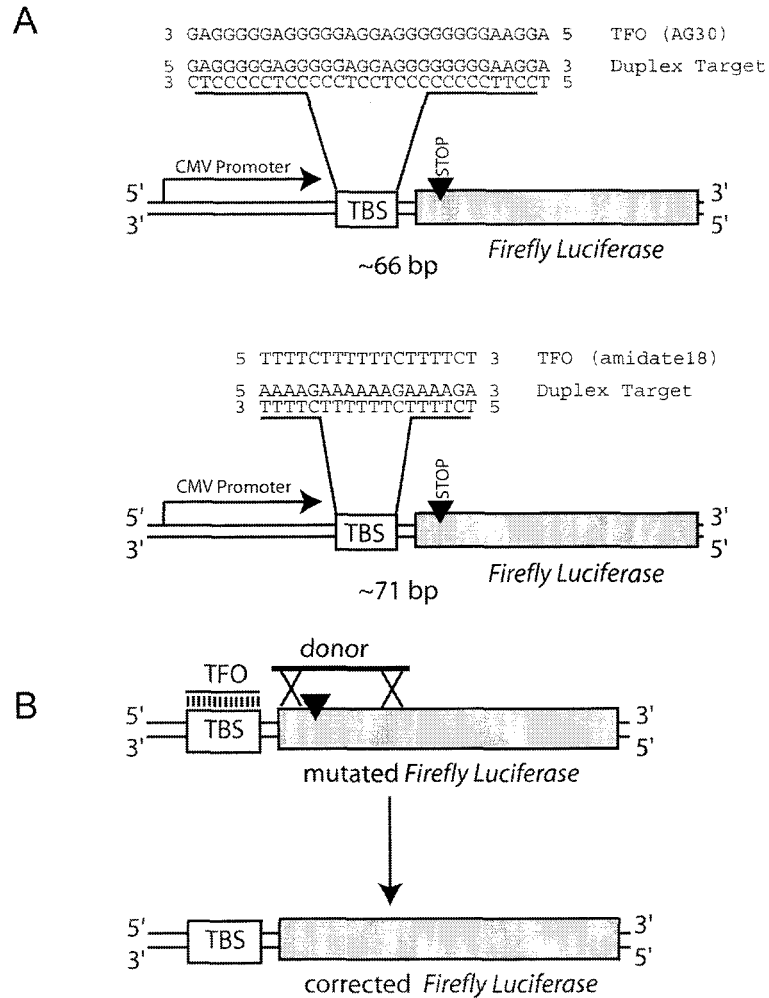 A
3 GAGGGGGAGGGGGAGGAGGGGGGGGAAGGA 5 TFO (AG30)
5 GAGGGGGAGGGGGAGGAGGGGGGGGAAGGA 3 Duplex Target
3 CTCCCCCTCCCCCTCCTCCCCCCCCTTCCT 5
CMV Promoter
STOP
5' TBS 3'
3' 5'
Firefly Luciferase
~66 bp
5 TTTTCTTTTTTCTTTTCT 3 TFO (amidate18)
5 AAAAGAAAAAAGAAAAGA 3 Duplex Target
3 TTTTCTTTTTTCTTTTCT 5
CMV Promoter
STOP
5' TBS 3'
3' 5'
Firefly Luciferase
~71 bp
B
donor
TFO
5' TBS 3'
3' 5'
mutated Firefly Luciferase
5' TBS 3'
3' 5'
corrected Firefly Luciferase